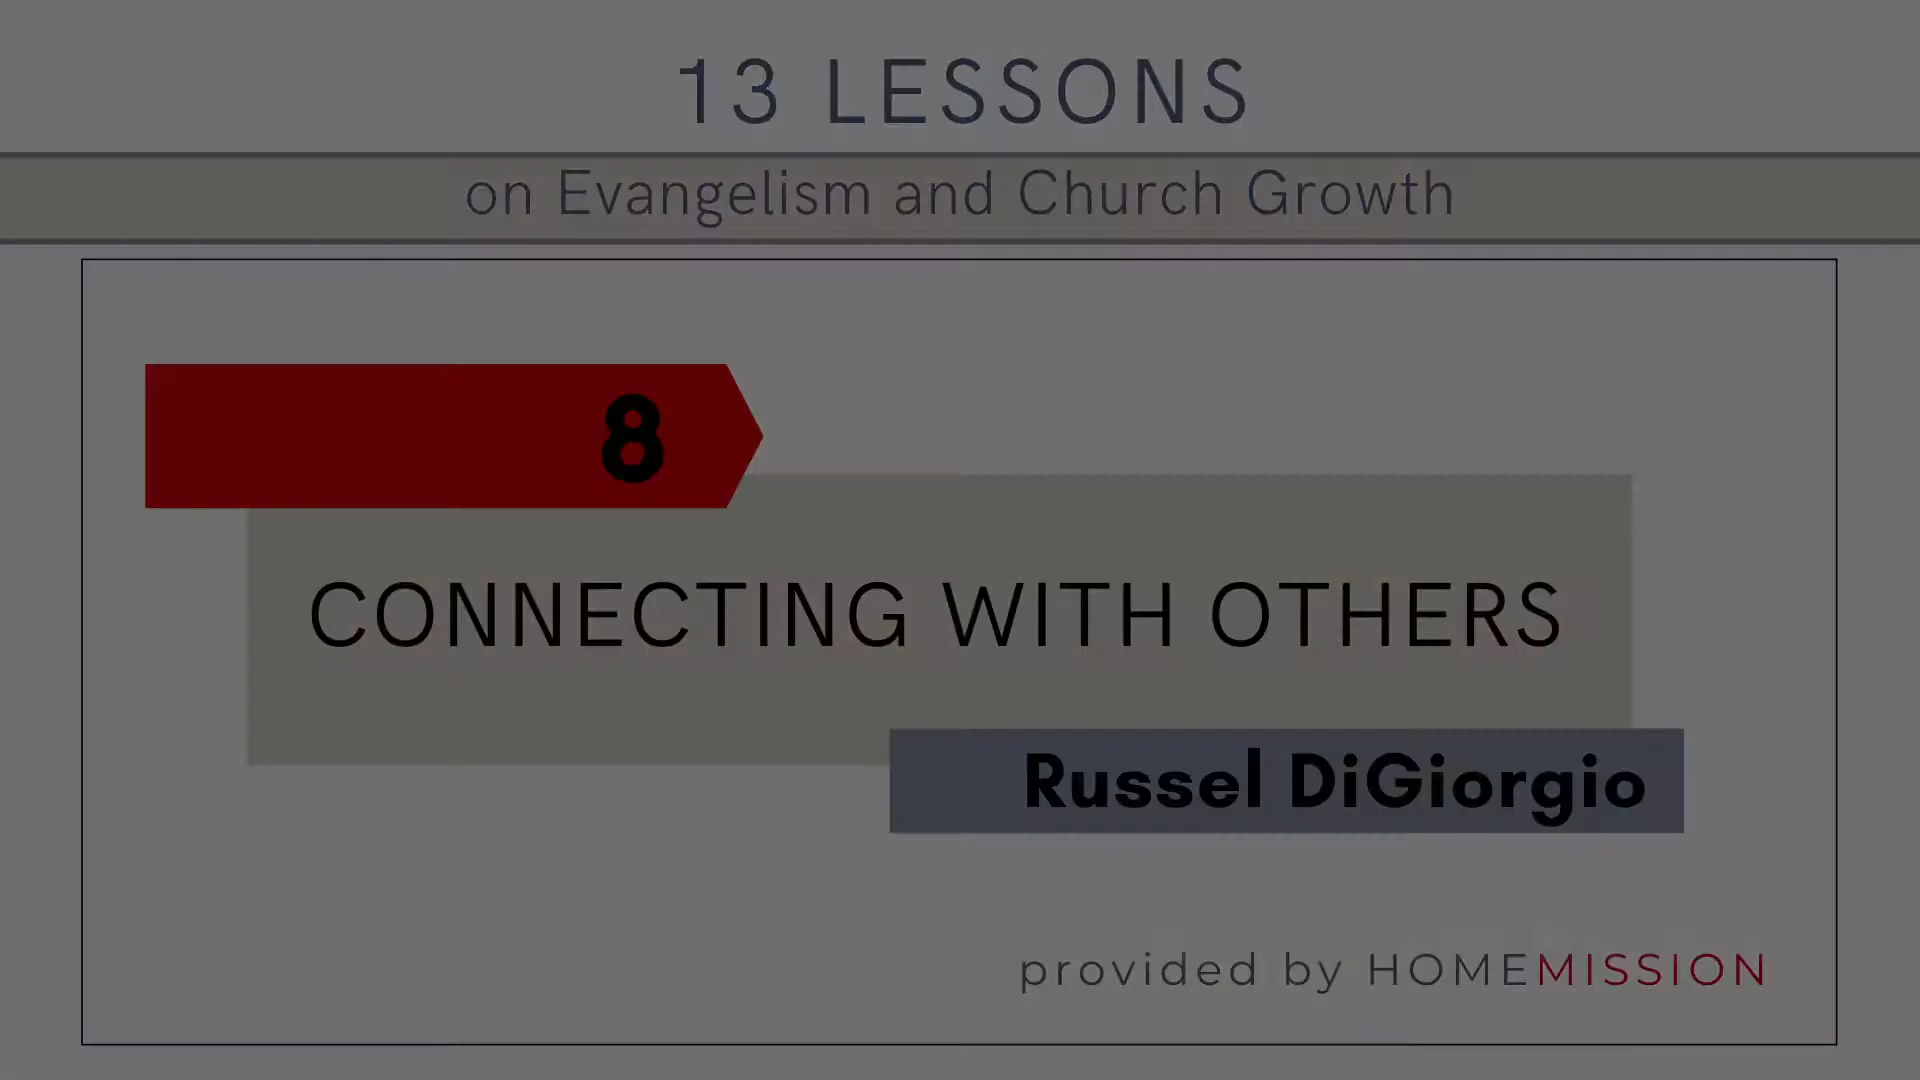 13 LESSONS
on Evangelism and Church Growth
8
CONNECTING WITH OTHERS
Russel DiGiorgio
provided by HOMEMISSION